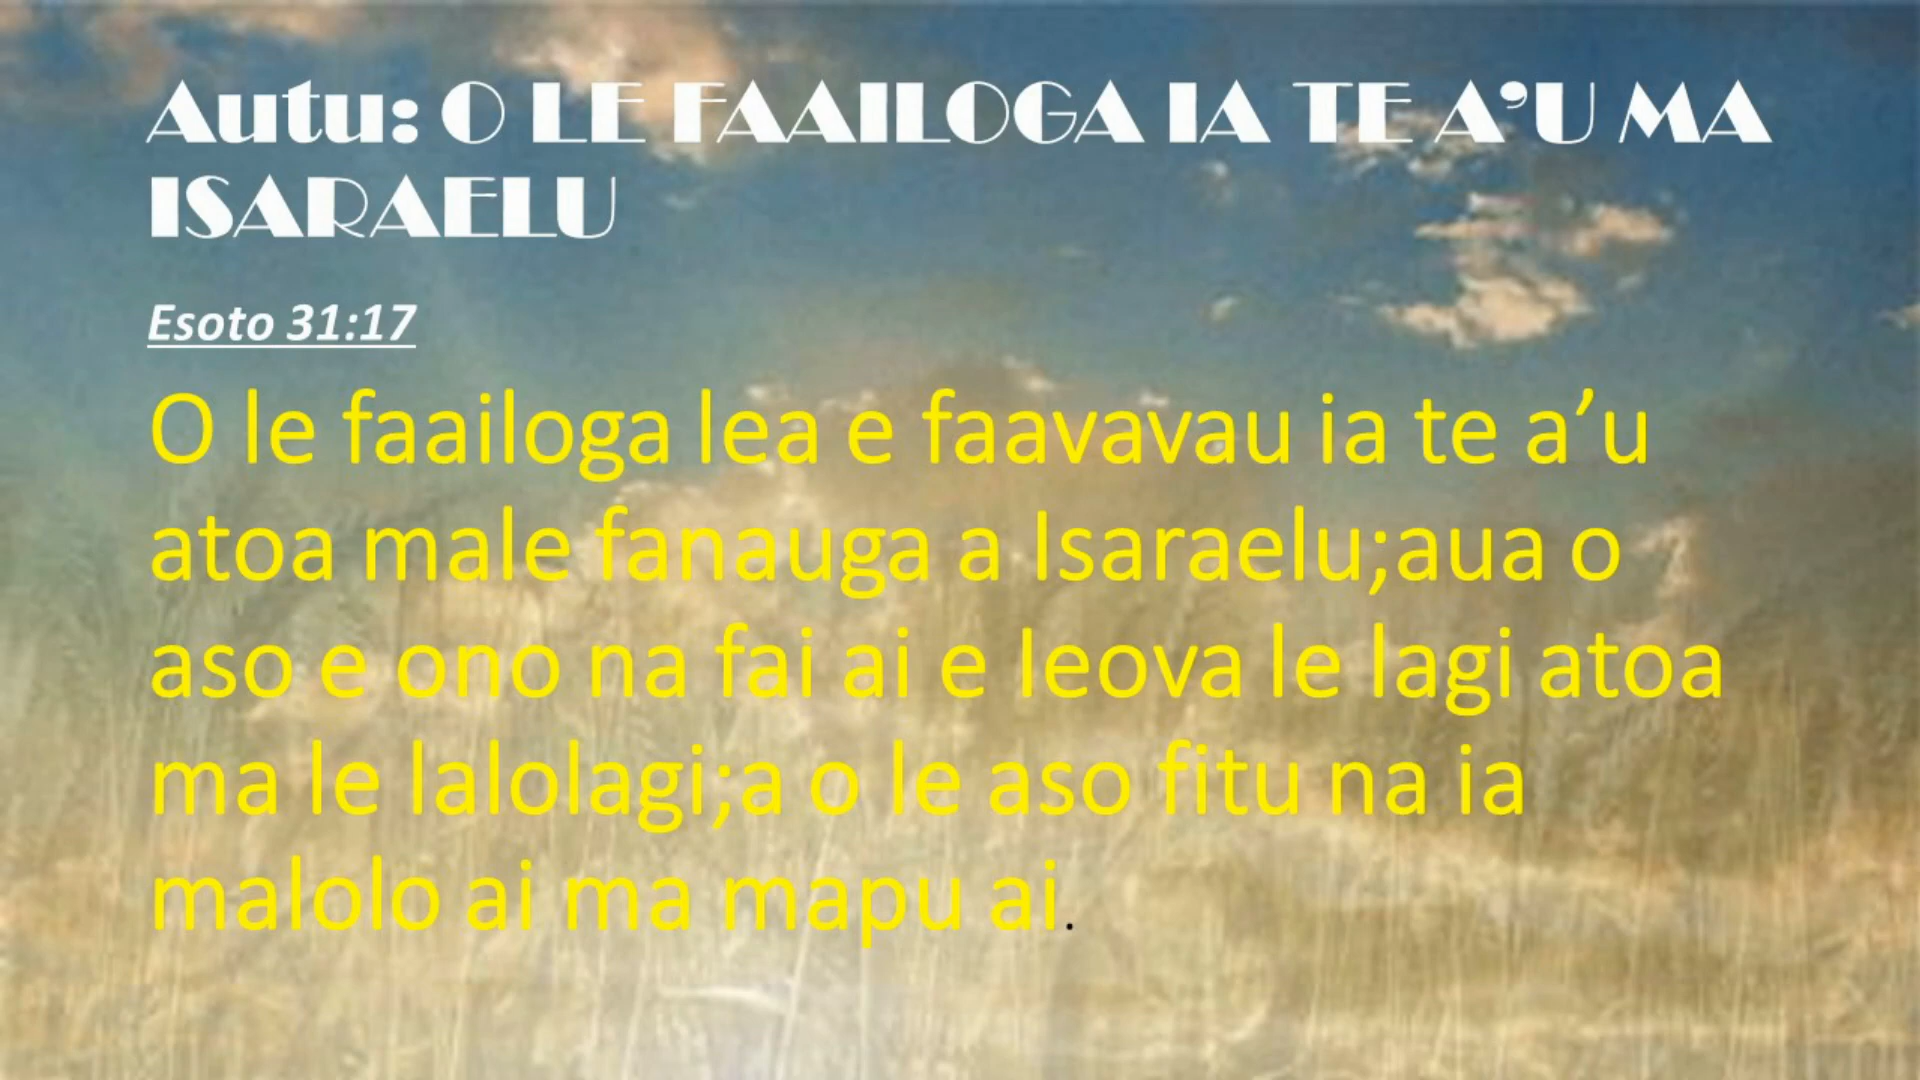 Autu: O LE FAAILOGA IA TE A’U MA
ISARAELU
Esoto 31:17
O le faailoga lea e faavavau ia te a’u
atoa male fanauga a Isaraelu;aua o
aso e ono na fai ai e Ieova le lagi atoa
ma le lalolagi;a o le aso fitu na ia
malolo ai ma mapu ai.